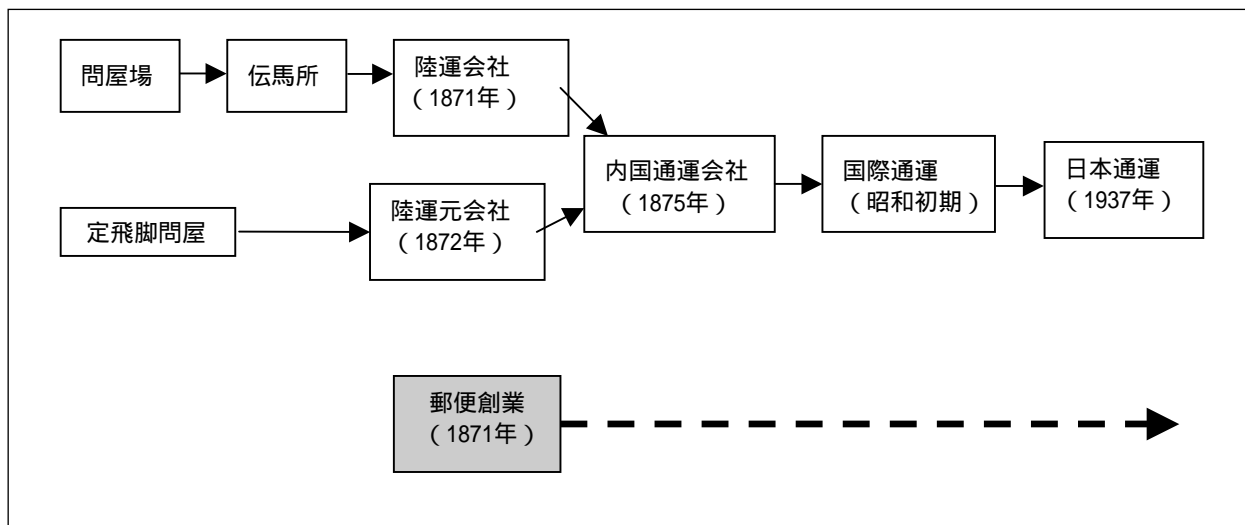 問屋場
伝馬所
陸運会社
（1871年）
定飛脚問屋
陸運元会社
（1872年）
内国通運会社
（1875年）
国際通運
（昭和初期）
日本通運
（1937年）
郵便創業
（1871年）